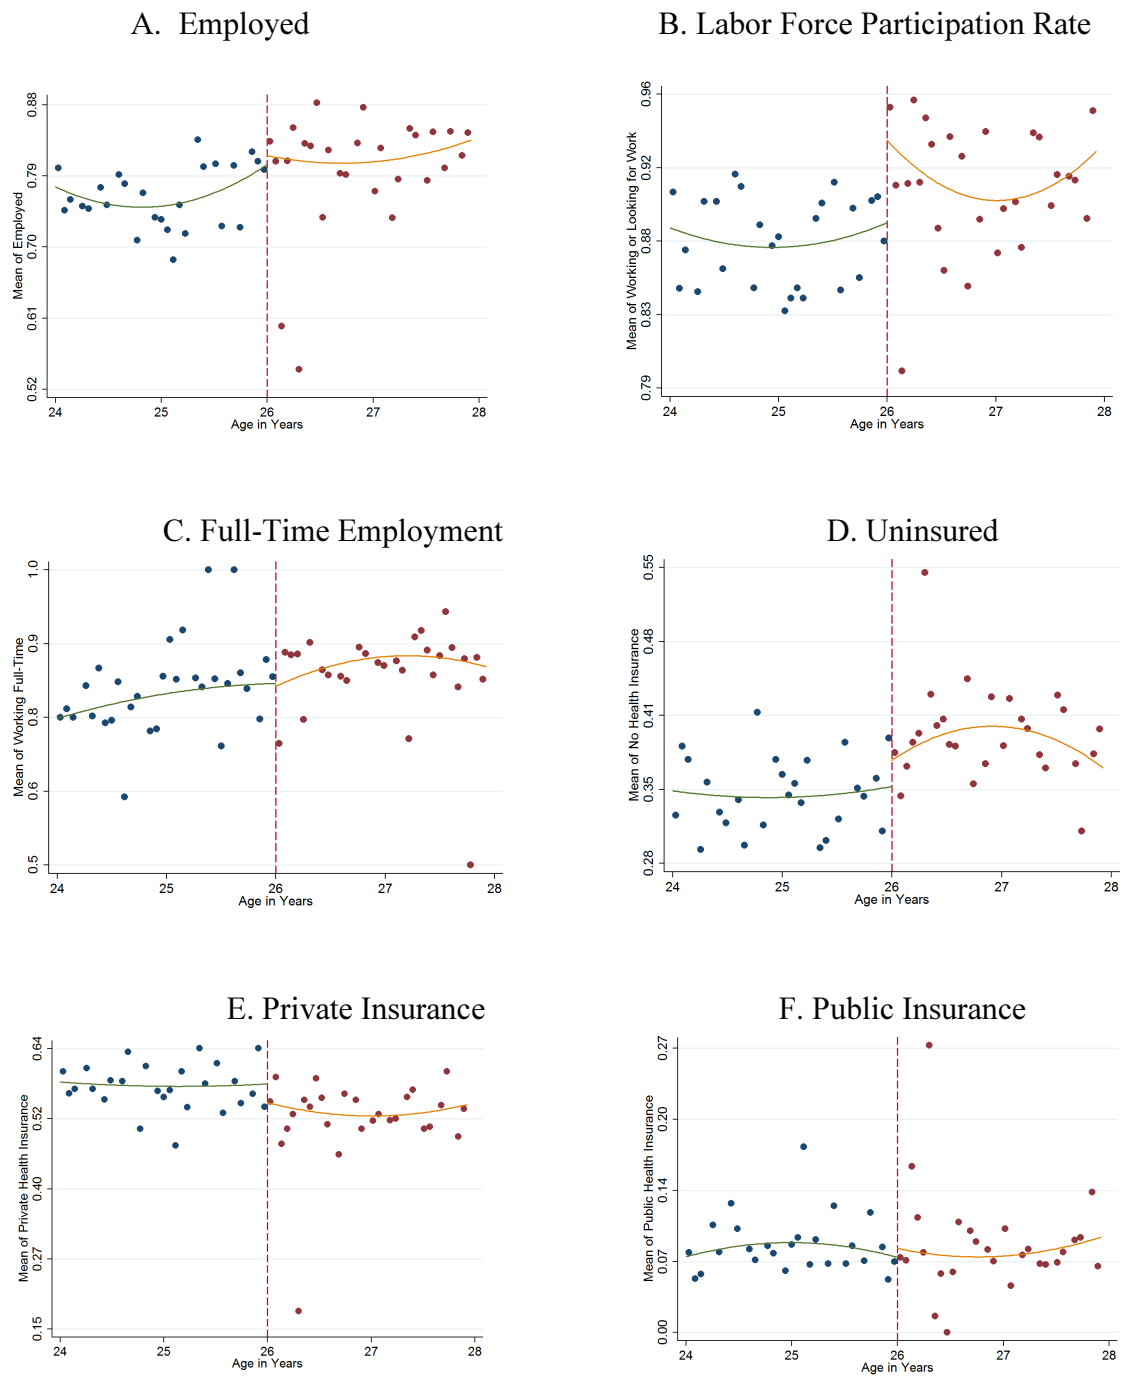 A. Employed
B. Labor Force Participation Rate
Mean of Employed
0.88
0.79
0.70
0.61
0.52
24 25 26 27 28
Age in Years
Mean of Working or Looking for Work
0.96
0.92
0.88
0.83
0.79
24 25 26 27 28
Age in Years
C. Full-Time Employment
D. Uninsured
Mean of Working Full-Time
1.0
0.9
0.8
0.6
0.5
24 25 26 27 28
Age in Years
Mean of No Health Insurance
0.55
0.48
0.41
0.35
0.28
24 25 26 27 28
Age in Years
E. Private Insurance
F. Public Insurance
Mean of Private Health Insurance
0.64
0.52
0.40
0.27
0.15
24 25 26 27 28
Age in Years
Mean of Public Health Insurance
0.27
0.20
0.14
0.07
0.00
24 25 26 27 28
Age in Years